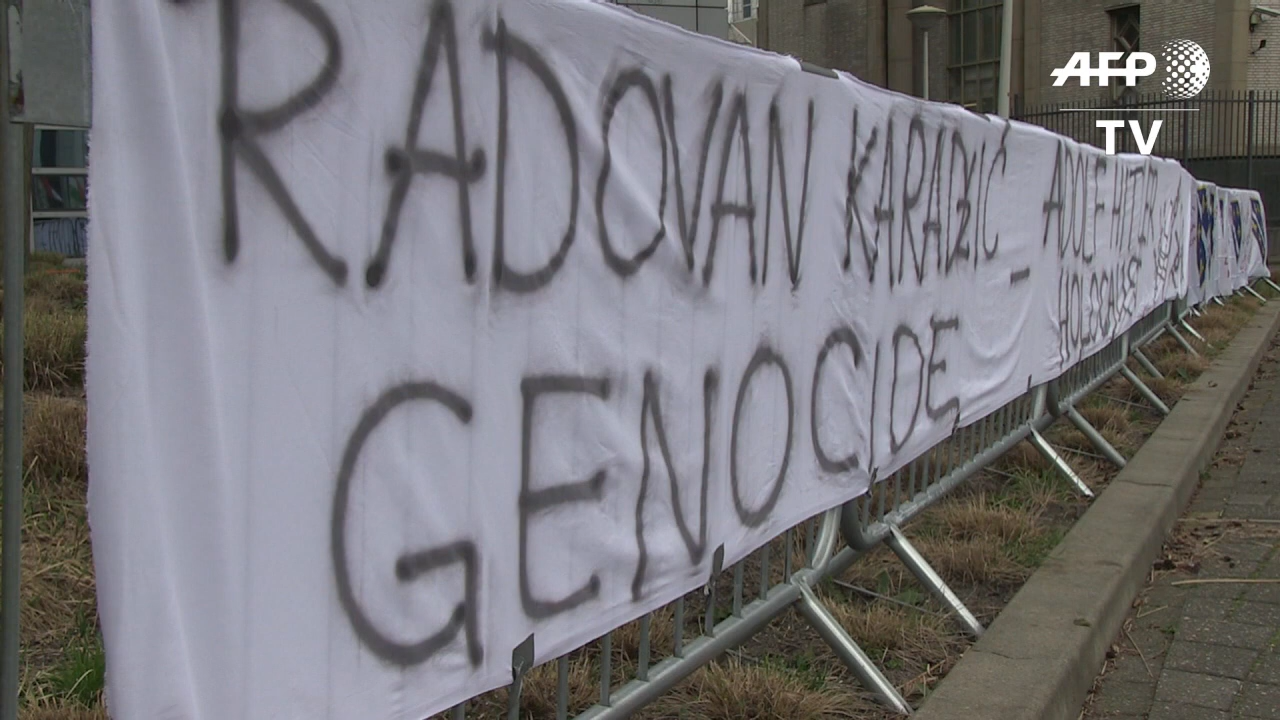 AFP
TV
RADOVAN KARADŽIĆ _ ADOLF HITLER
GENOCIDE HOLOCAUST